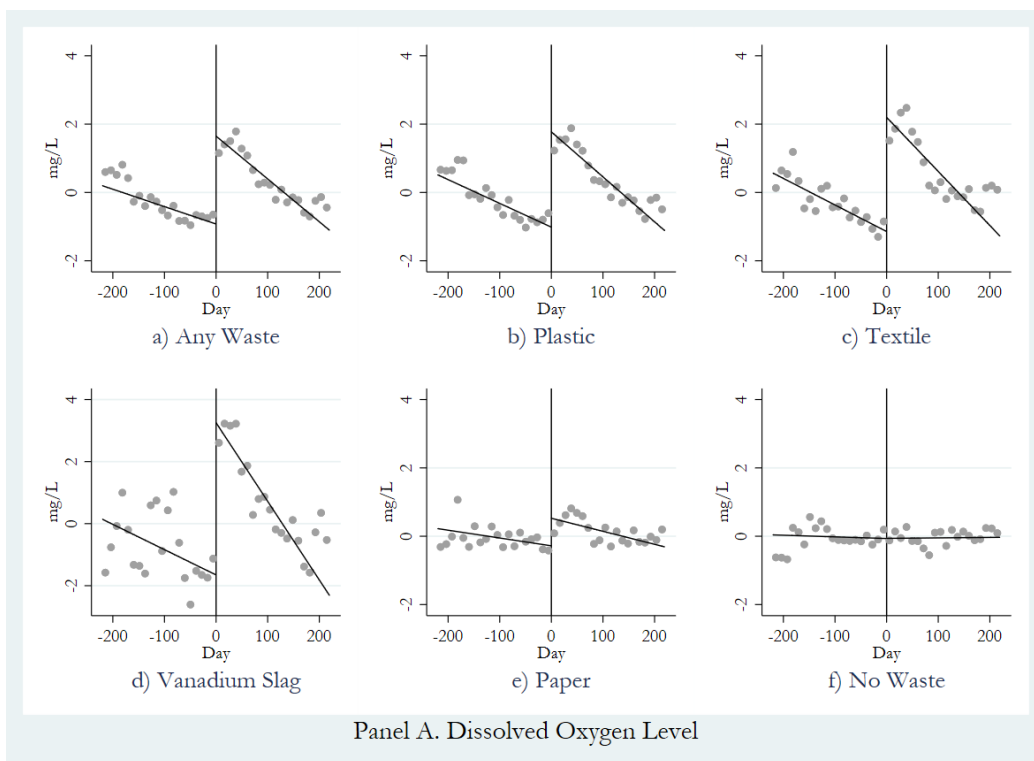 4
2
0
-2
mg/L
-200 -100 0 100 200
Day
a) Any Waste
4
2
0
-2
mg/L
-200 -100 0 100 200
Day
b) Plastic
4
2
0
-2
mg/L
-200 -100 0 100 200
Day
c) Textile
4
2
0
-2
mg/L
-200 -100 0 100 200
Day
d) Vanadium Slag
4
2
0
-2
mg/L
-200 -100 0 100 200
Day
e) Paper
4
2
0
-2
mg/L
-200 -100 0 100 200
Day
f) No Waste
Panel A. Dissolved Oxygen Level